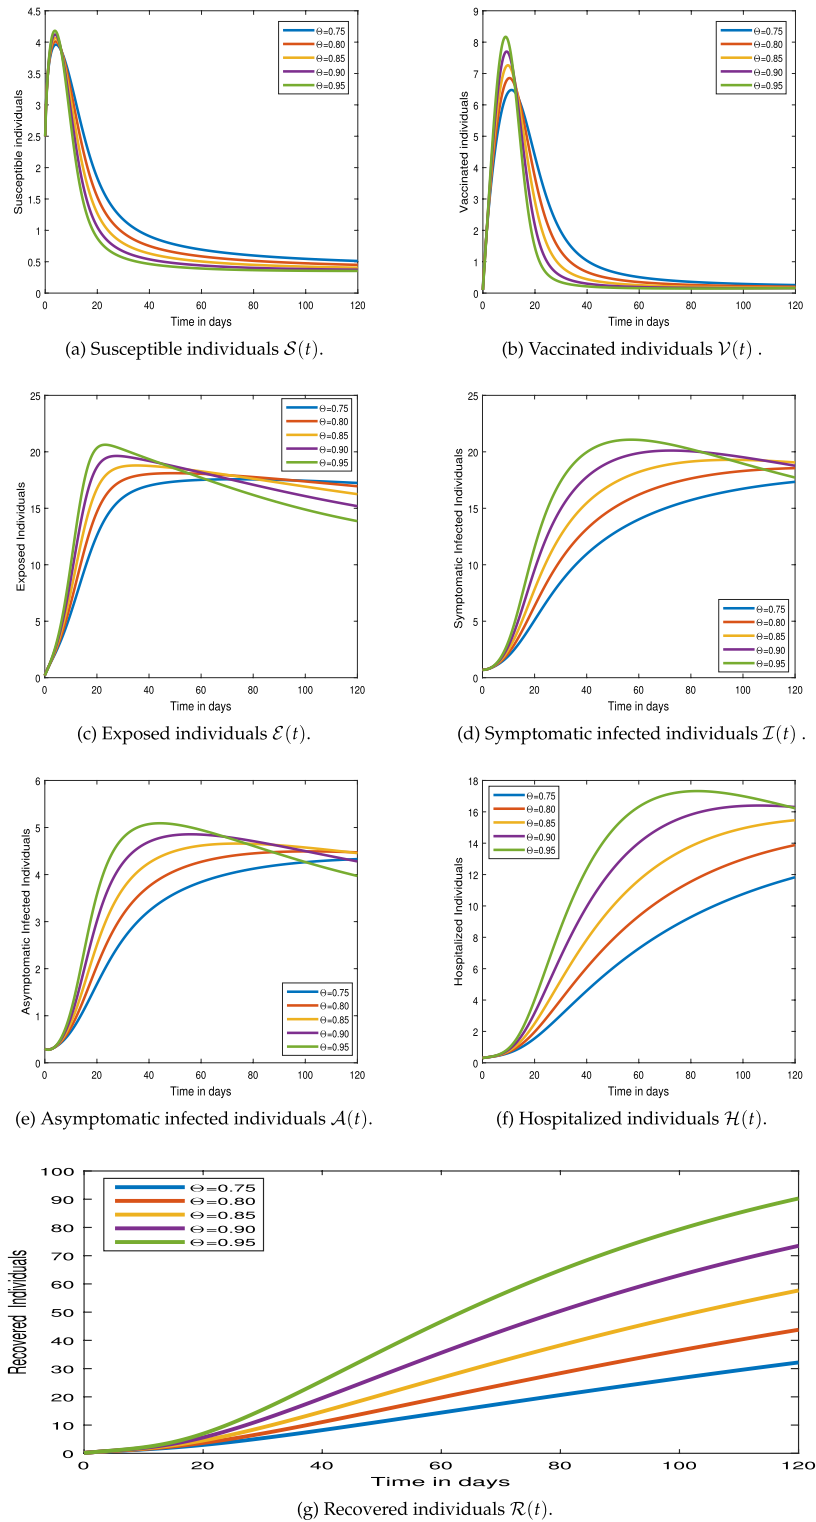 4.5
4
3.5
3
2.5
2
1.5
1
0.5
0
0 20 40 60 80 100 120
Susceptible individuals
Time in days
Θ=0.75
Θ=0.80
Θ=0.85
Θ=0.90
Θ=0.95
(a) Susceptible individuals 𝒮(t).
9
8
7
6
5
4
3
2
1
0
0 20 40 60 80 100 120
Vaccinated individuals
Time in days
Θ=0.75
Θ=0.80
Θ=0.85
Θ=0.90
Θ=0.95
(b) Vaccinated individuals 𝒱(t) .
25
20
15
10
5
0
0 20 40 60 80 100 120
Exposed Individuals
Time in days
Θ=0.75
Θ=0.80
Θ=0.85
Θ=0.90
Θ=0.95
(c) Exposed individuals ℰ(t).
25
20
15
10
5
0
0 20 40 60 80 100 120
Symptomatic Infected Individuals
Time in days
Θ=0.75
Θ=0.80
Θ=0.85
Θ=0.90
Θ=0.95
(d) Symptomatic infected individuals ℐ(t) .
6
5
4
3
2
1
0
0 20 40 60 80 100 120
Asymptomatic Infected Individuals
Time in days
Θ=0.75
Θ=0.80
Θ=0.85
Θ=0.90
Θ=0.95
(e) Asymptomatic infected individuals 𝒜(t).
18
16
14
12
10
8
6
4
2
0
0 20 40 60 80 100 120
Hospitalized Individuals
Time in days
Θ=0.75
Θ=0.80
Θ=0.85
Θ=0.90
Θ=0.95
(f) Hospitalized individuals ℋ(t).
100
90
80
70
60
50
40
30
20
10
0
0 20 40 60 80 100 120
Recovered Individuals
Time in days
Θ=0.75
Θ=0.80
Θ=0.85
Θ=0.90
Θ=0.95
(g) Recovered individuals ℛ(t).